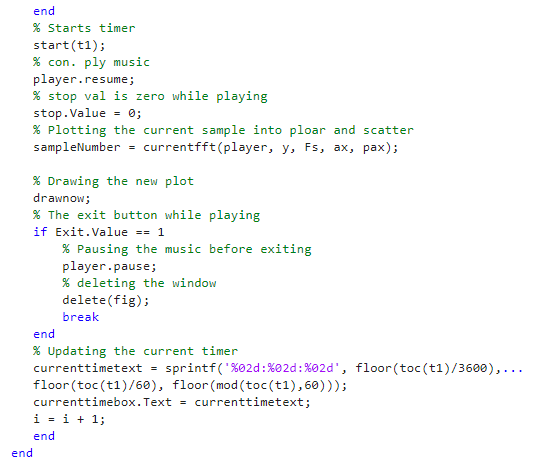 end
% Starts timer
start(t1);
% con. ply music
player.resume;
% stop val is zero while playing
stop.Value = 0;
% Plotting the current sample into ploar and scatter
sampleNumber = currentfft(player, y, Fs, ax, pax);
% Drawing the new plot
drawnow;
% The exit button while playing
if Exit.Value == 1
% Pausing the music before exiting
player.pause;
% deleting the window
delete(fig);
break
end
% Updating the current timer
currenttimetext = sprintf('%02d:%02d:%02d', floor(toc(t1)/3600),...
floor(toc(t1)/60), floor(mod(toc(t1),60)));
currenttimebox.Text = currenttimetext;
i = i + 1;
end
end